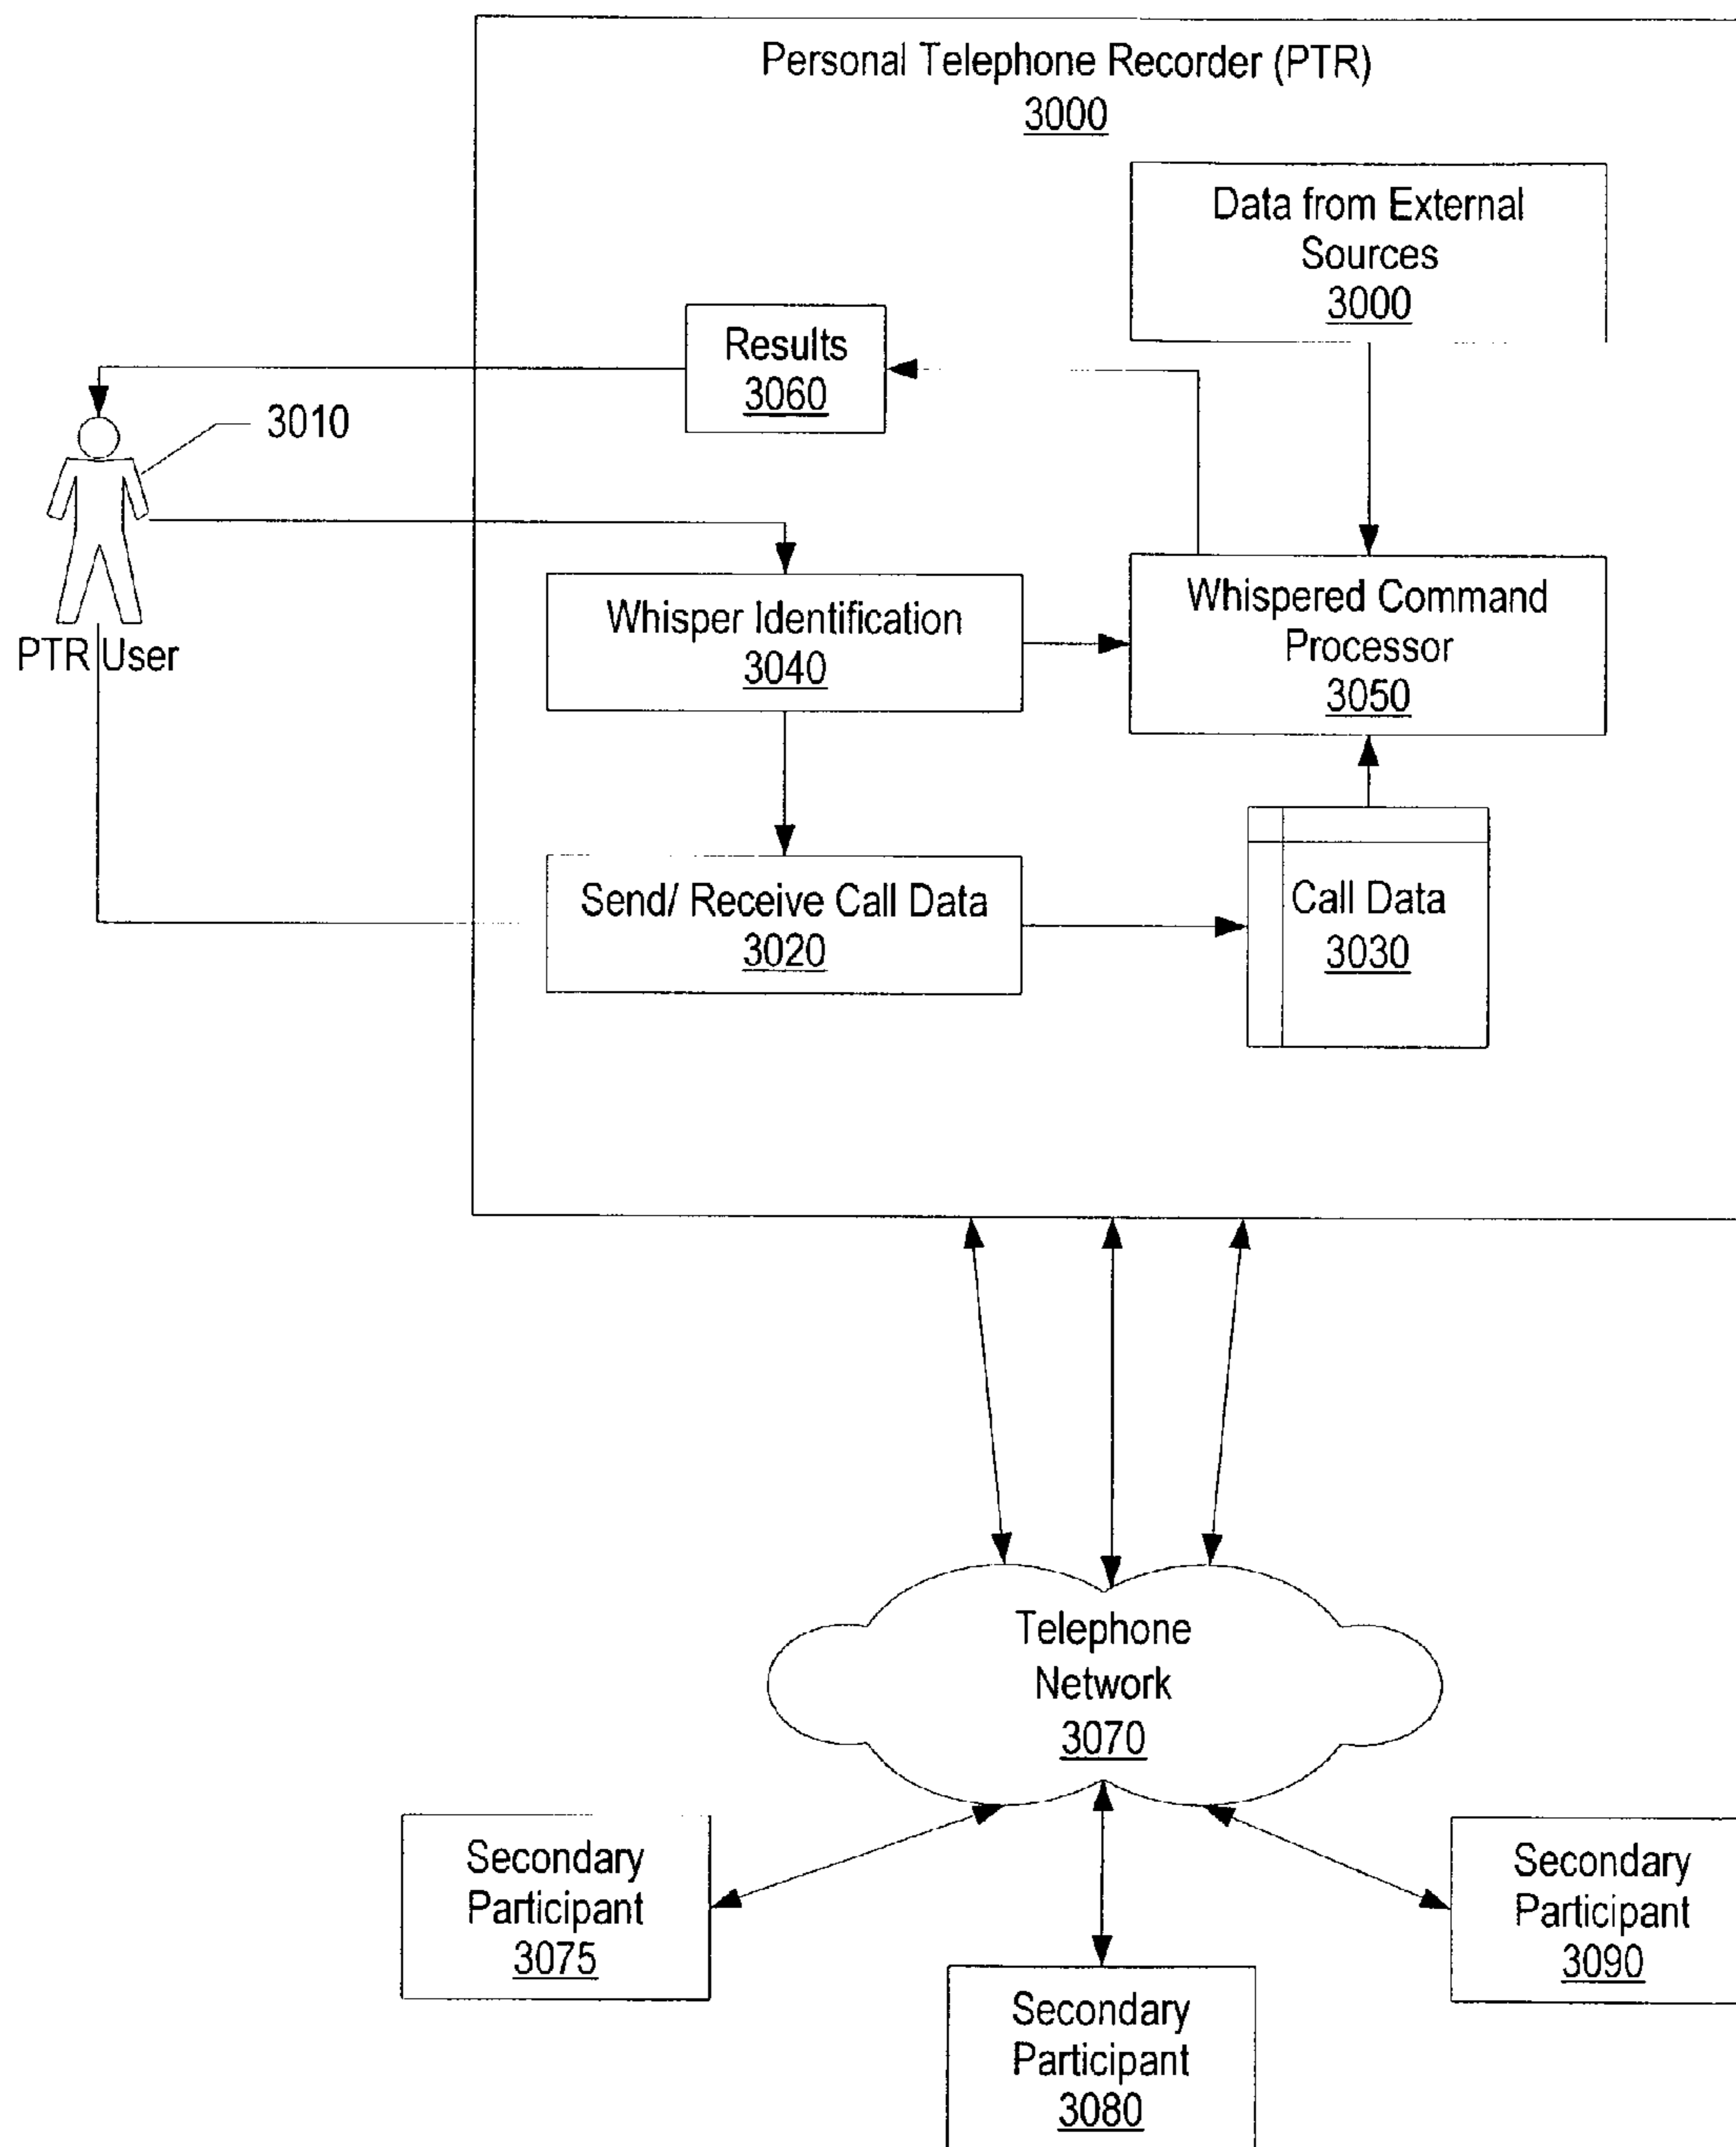 Personal Telephone Recorder (PTR)
3000
Data from External
Sources
3000
Results
3060
3010
PTR User
Whisper Identification
3040
Whispered Command
Processor
3050
Send/ Receive Call Data
3020
Call Data
3030
Telephone
Network
3070
Secondary
Participant
3075
Secondary
Participant
3080
Secondary
Participant
3090